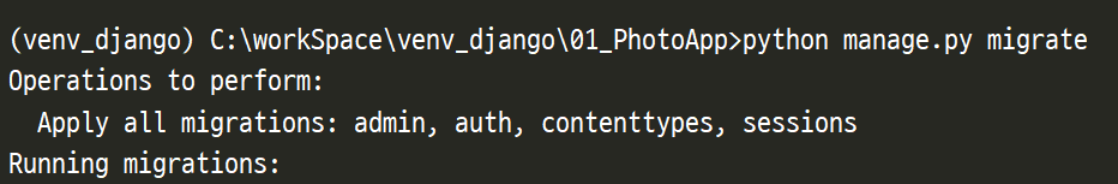 (venv_django) C:\workSpace\venv_django\01_PhotoApp>python manage.py migrate
Operations to perform:
  Apply all migrations: admin, auth, contenttypes, sessions
Running migrations: